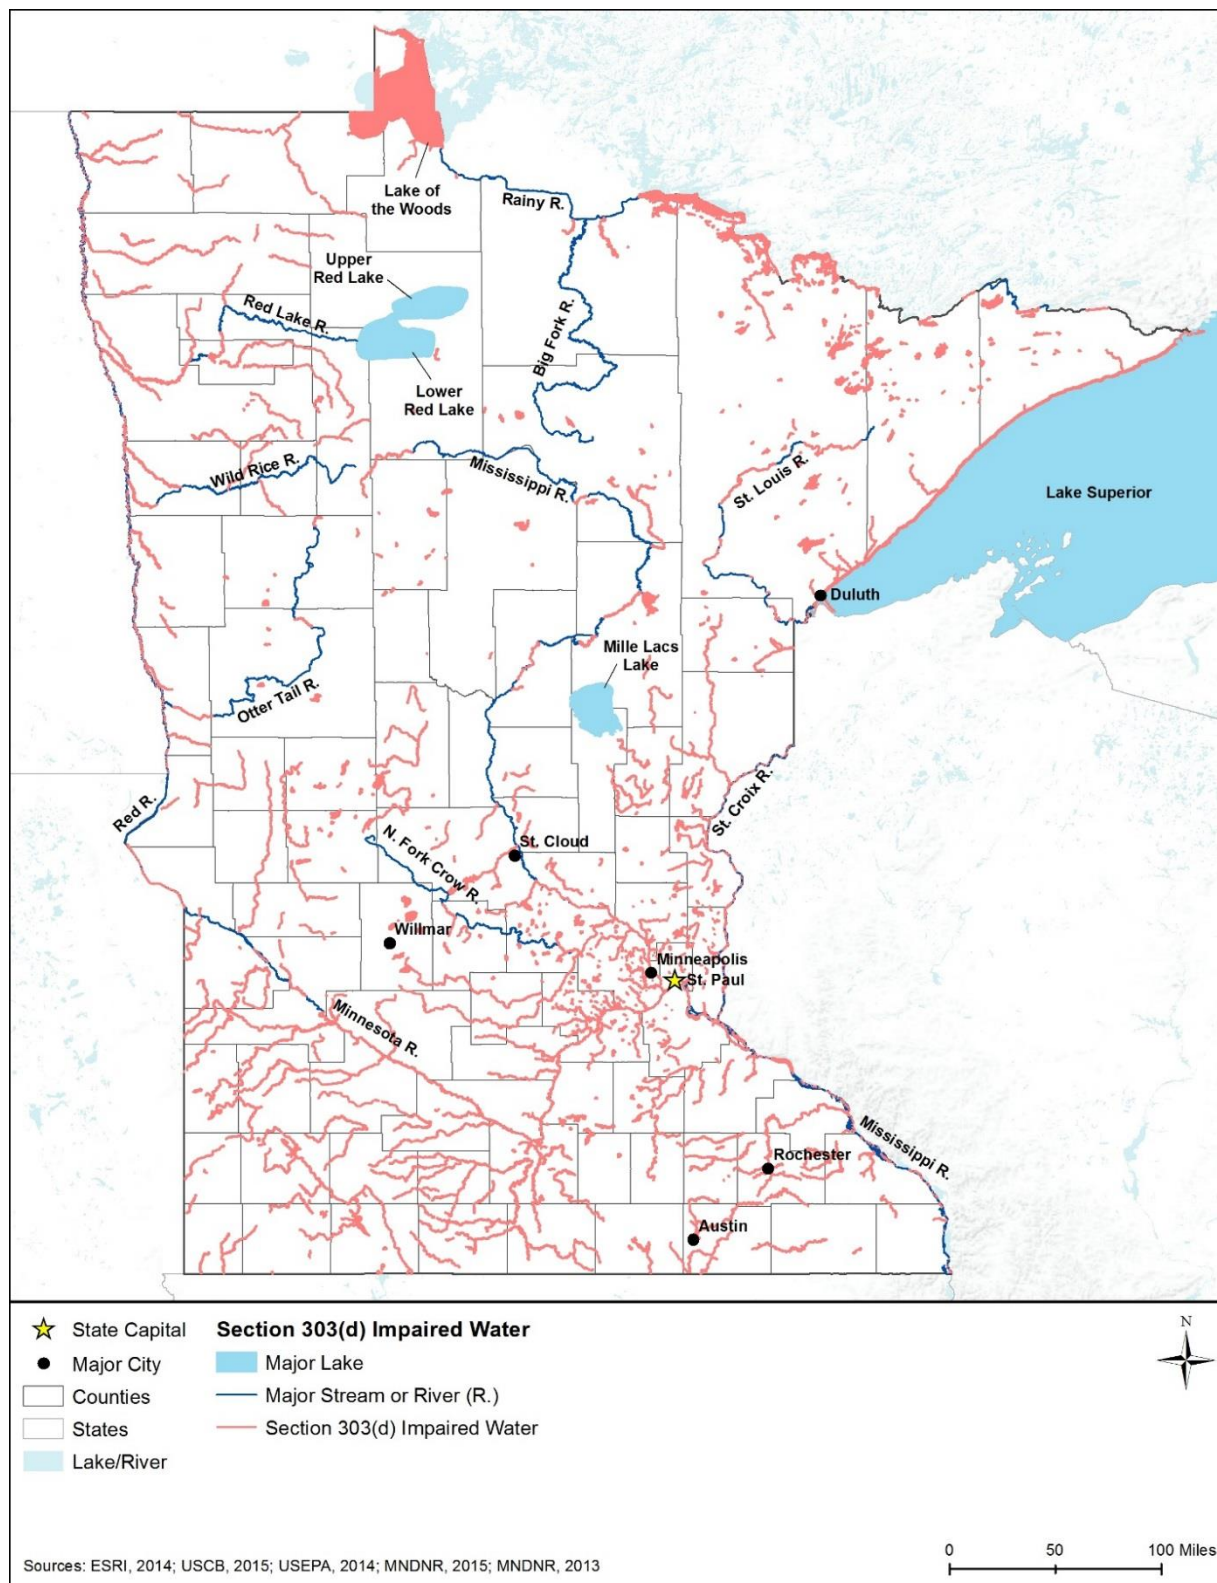 Lake of
the Woods
Rainy R.
Upper
Red Lake
Red Lake R.
Big Fork R.
Lower
Red Lake
Wild Rice R.
Mississippi R.
St. Louis R.
Lake Superior
Duluth
Mille Lacs
Lake
Otter Tail R.
Red R.
St. Croix R.
N. Fork Crow R.
St. Cloud
Willmar
Minneapolis
St. Paul
Minnesota R.
Mississippi R.
Rochester
Austin
State Capital
Major City
Counties
States
Lake/River
Section 303(d) Impaired Water
Major Lake
Major Stream or River (R.)
Section 303(d) Impaired Water
N
Sources: ESRI, 2014; USCB, 2015; USEPA, 2014; MNDNR, 2015; MNDNR, 2013
0 50 100 Miles